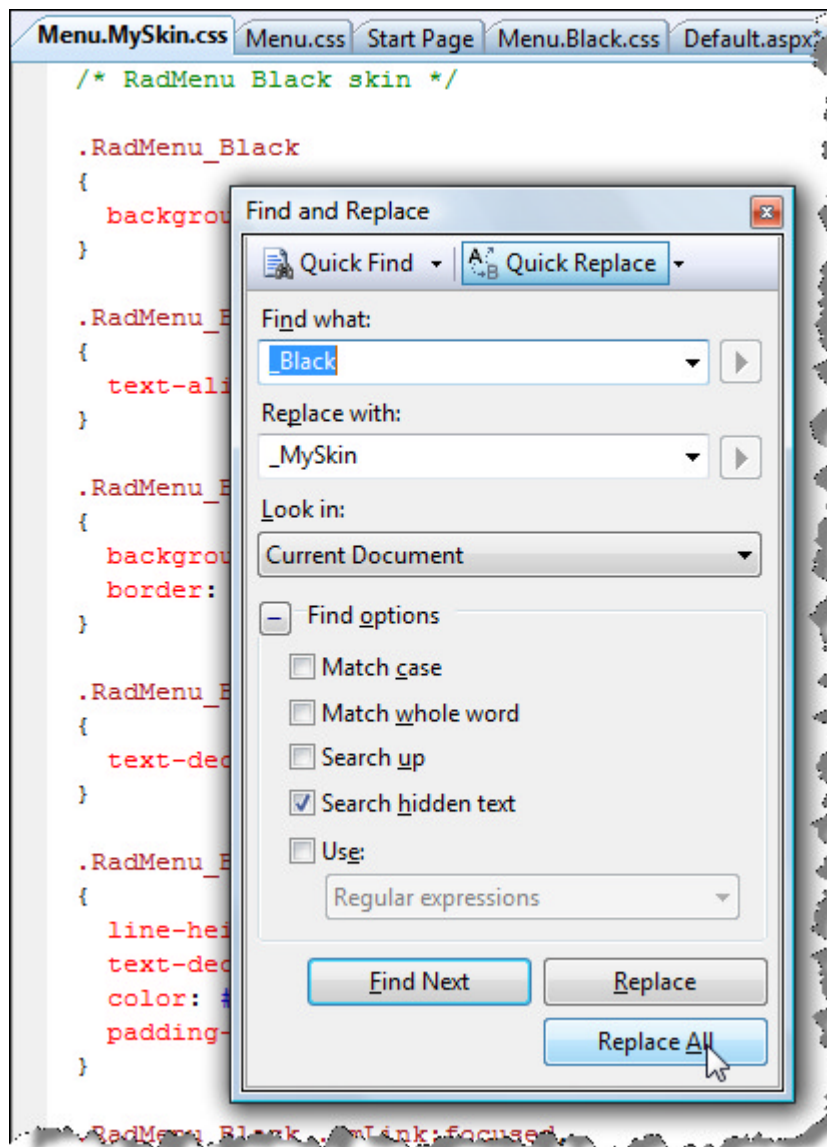 Menu.MySkin.css Menu.css Start Page Menu.Black.css Default.aspx*
/* RadMenu Black skin */
.RadMenu_Black
{
backgrou
}
.RadMenu_B
{
text-ali
}
.RadMenu_B
{
backgrou
border:
}
.RadMenu_B
{
text-dec
}
.RadMenu_B
{
line-hei
text-dec
color: #
padding-
}
.RadMenu_Black .rmLink:focused,
Find and Replace
Quick Find Quick Replace
Find what:
_Black
Replace with:
_MySkin
Look in:
Current Document
Find options
Match case
Match whole word
Search up
Search hidden text
Use:
Regular expressions
Find Next Replace
Replace All